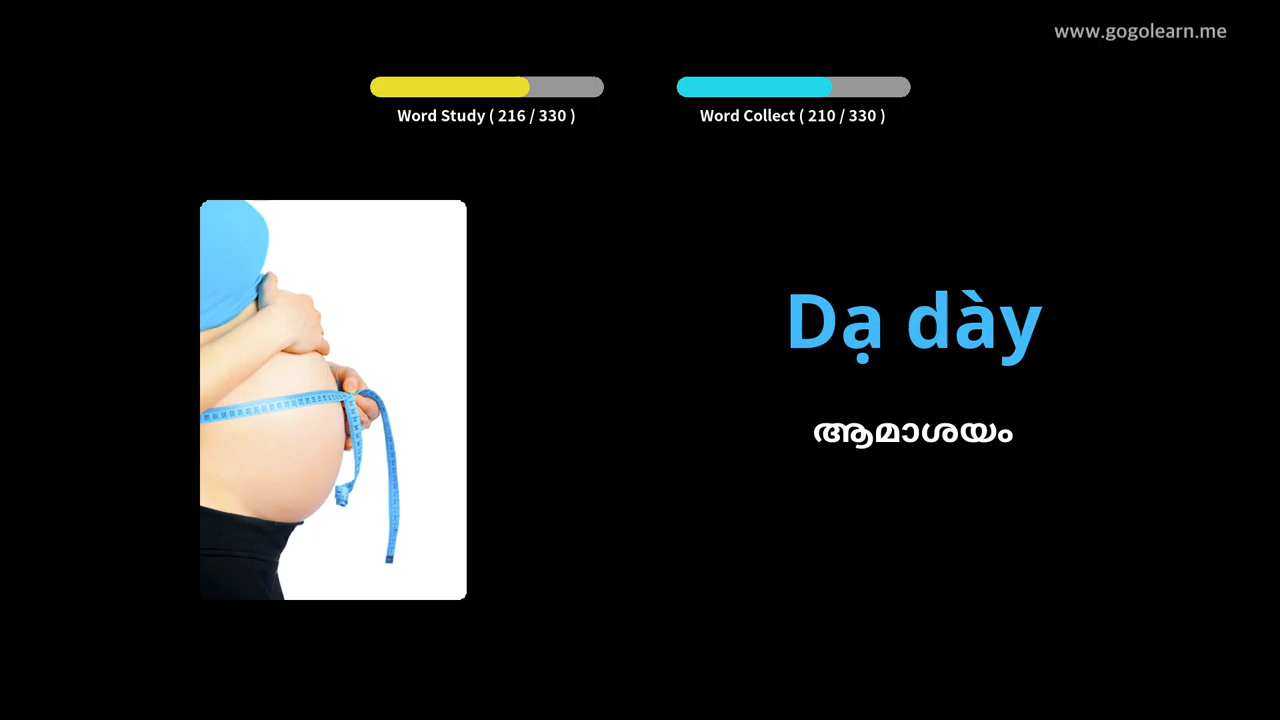 www.gogolearn.me
Word Study ( 216 / 330 )
Word Collect ( 210 / 330 )
Dạ dày
ആമാശയം